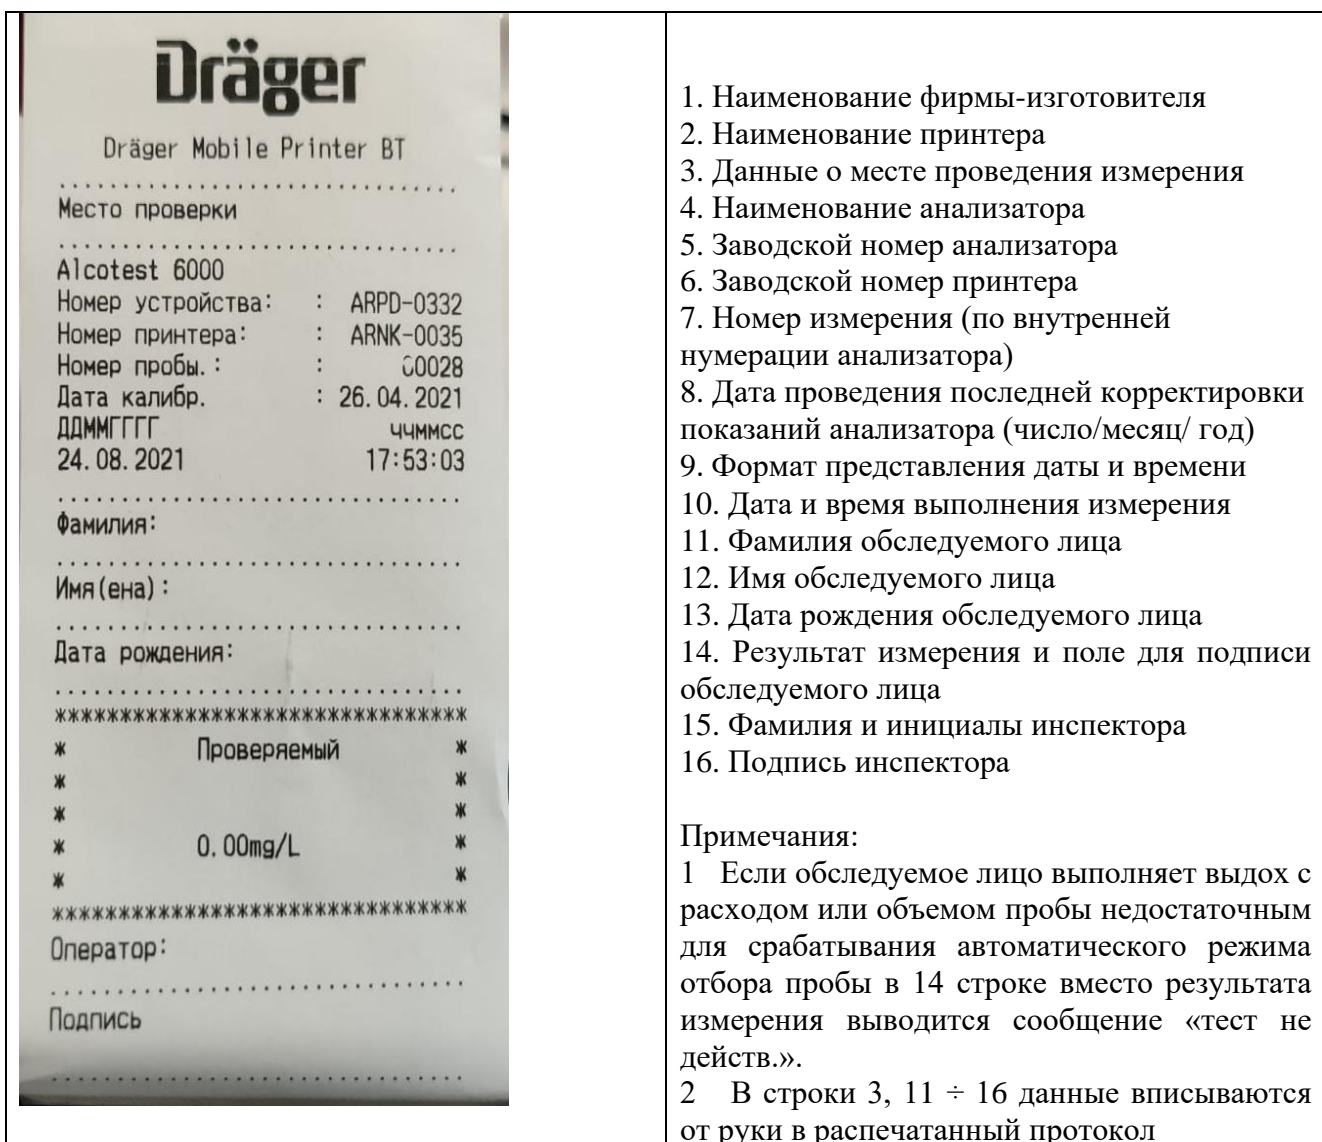 Dräger
Dräger Mobile Printer BT
Место проверки
Alcotest 6000
Номер устройства: : ARPD-0332
Номер принтера: : ARNK-0035
Номер пробы.: : 00028
Дата калибр. : 26.04.2021
ДДММГГГГ ччммсс
24.08.2021 17:53:03
Фамилия:
Имя(ена):
Дата рождения:
********************************
* Проверяемый *
* *
* *
* 0.00mg/L *
* *
********************************
Оператор:
Подпись
1. Наименование фирмы-изготовителя
2. Наименование принтера
3. Данные о месте проведения измерения
4. Наименование анализатора
5. Заводской номер анализатора
6. Заводской номер принтера
7. Номер измерения (по внутренней
нумерации анализатора)
8. Дата проведения последней корректировки
показаний анализатора (число/месяц/ год)
9. Формат представления даты и времени
10. Дата и время выполнения измерения
11. Фамилия обследуемого лица
12. Имя обследуемого лица
13. Дата рождения обследуемого лица
14. Результат измерения и поле для подписи
обследуемого лица
15. Фамилия и инициалы инспектора
16. Подпись инспектора
Примечания:
1 Если обследуемое лицо выполняет выдох с
расходом или объемом пробы недостаточным
для срабатывания автоматического режима
отбора пробы в 14 строке вместо результата
измерения выводится сообщение «тест не
действ.».
2 В строки 3, 11 ÷ 16 данные вписываются
от руки в распечатанный протокол